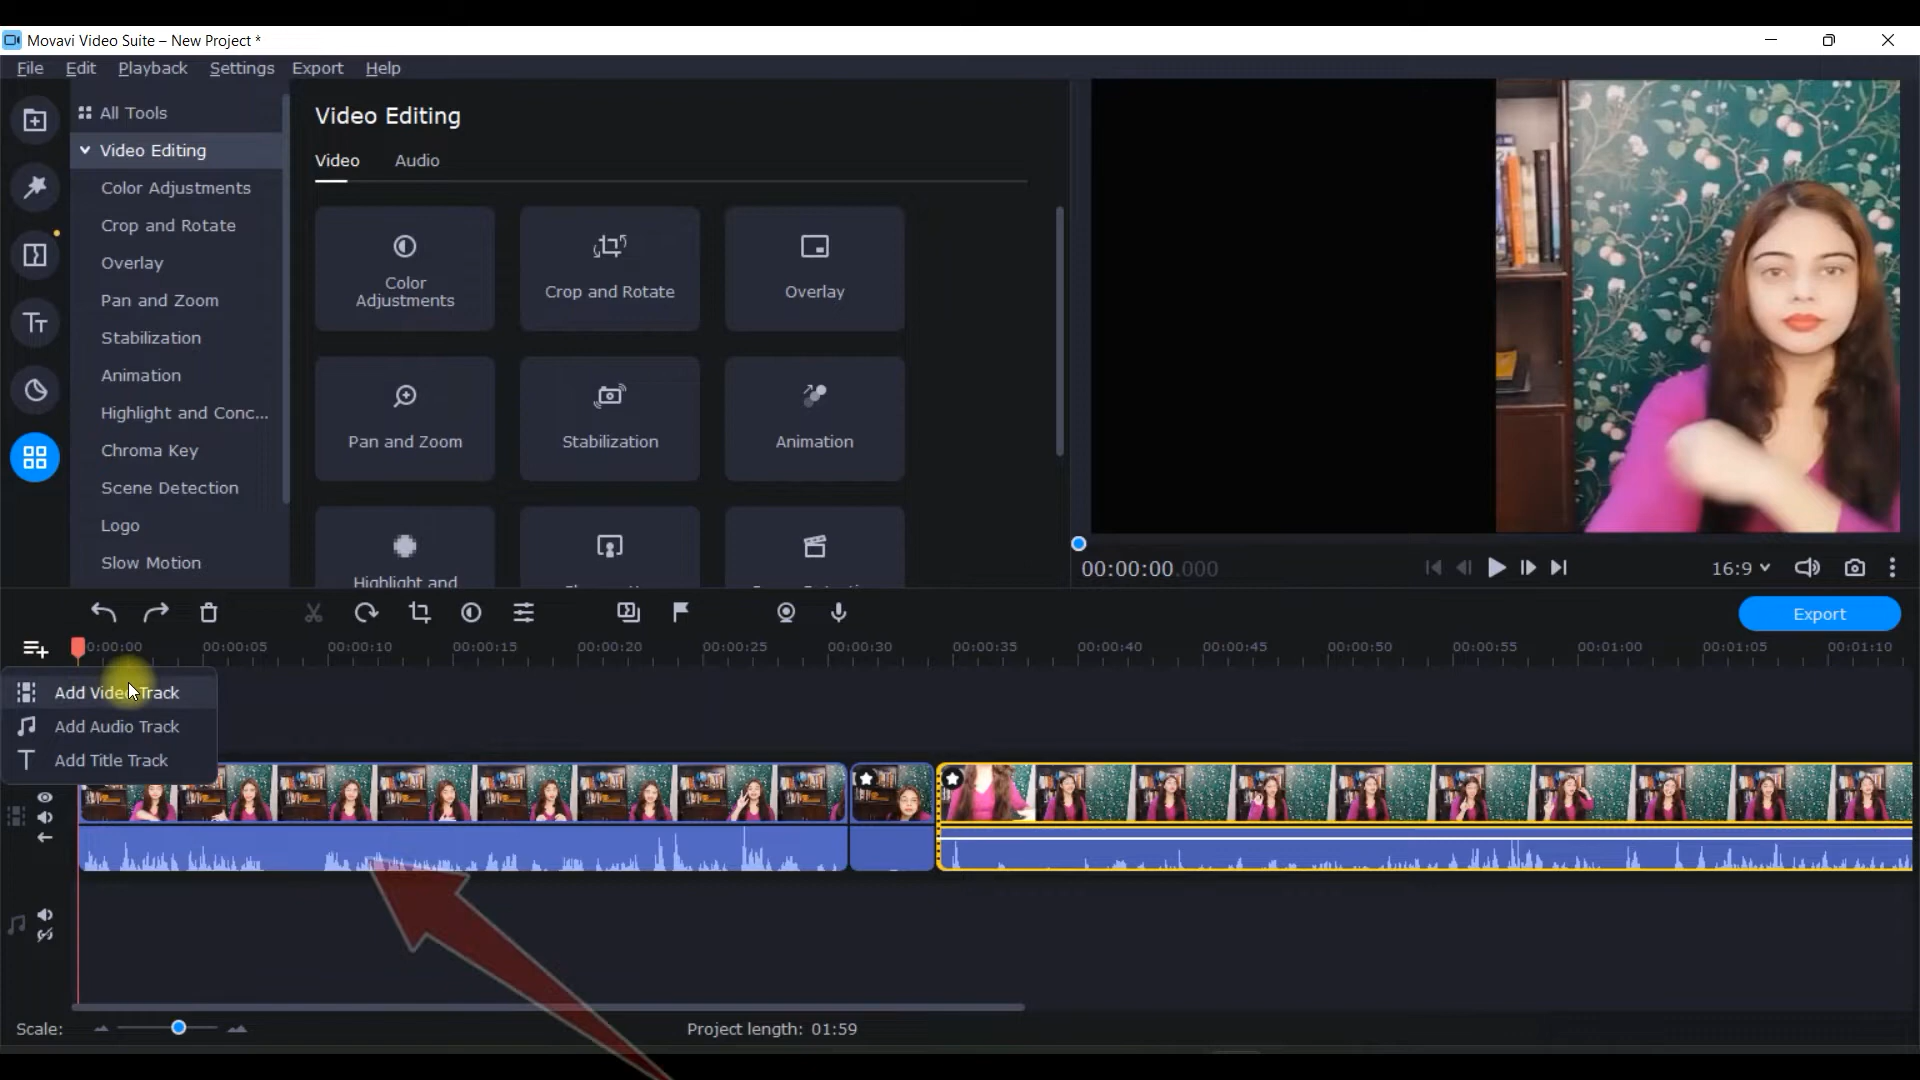 Movavi Video Suite – New Project *
File Edit Playback Settings Export Help
All Tools
Video Editing
Color Adjustments
Crop and Rotate
Overlay
Pan and Zoom
Stabilization
Animation
Highlight and Conc...
Chroma Key
Scene Detection
Logo
Slow Motion
Video Editing
Video Audio
Color
Adjustments
Crop and Rotate
Overlay
Pan and Zoom
Stabilization
Animation
Highlight and
00:00:00.000
16:9
Export
0:00:00 00:00:05 00:00:10 00:00:15 00:00:20 00:00:25 00:00:30 00:00:35 00:00:40 00:00:45 00:00:50 00:00:55 00:01:00 00:01:05 00:01:10
Add Video Track
Add Audio Track
Add Title Track
Scale:
Project length: 01:59